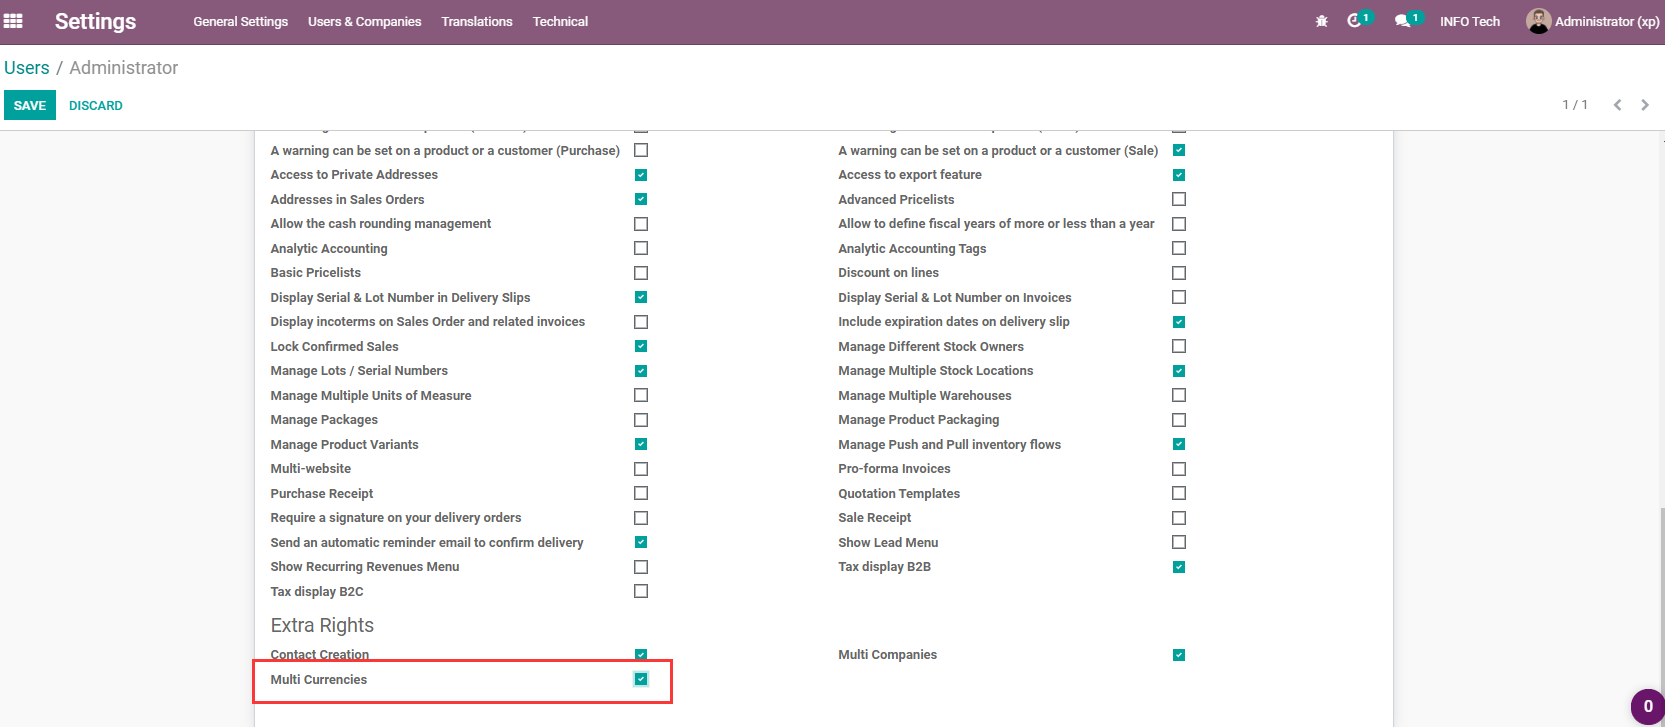 Settings General Settings Users & Companies Translations Technical 1 1 INFO Tech Administrator (xp)
Users / Administrator
SAVE DISCARD 1 / 1
A warning can be set on a product or a customer (Purchase) A warning can be set on a product or a customer (Sale)
Access to Private Addresses Access to export feature
Addresses in Sales Orders Advanced Pricelists
Allow the cash rounding management Allow to define fiscal years of more or less than a year
Analytic Accounting Analytic Accounting Tags
Basic Pricelists Discount on lines
Display Serial & Lot Number in Delivery Slips Display Serial & Lot Number on Invoices
Display incoterms on Sales Order and related invoices Include expiration dates on delivery slip
Lock Confirmed Sales Manage Different Stock Owners
Manage Lots / Serial Numbers Manage Multiple Stock Locations
Manage Multiple Units of Measure Manage Multiple Warehouses
Manage Packages Manage Product Packaging
Manage Product Variants Manage Push and Pull inventory flows
Multi-website Pro-forma Invoices
Purchase Receipt Quotation Templates
Require a signature on your delivery orders Sale Receipt
Send an automatic reminder email to confirm delivery Show Lead Menu
Show Recurring Revenues Menu Tax display B2B
Tax display B2C
Extra Rights
Contact Creation Multi Companies
Multi Currencies
0